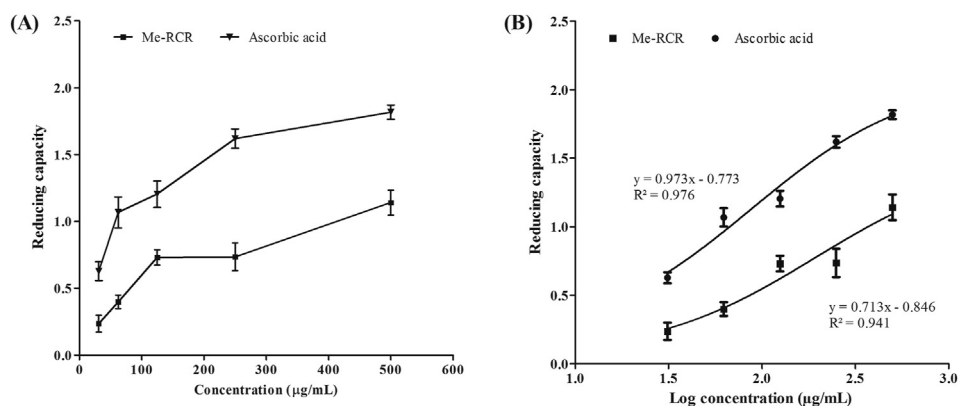 (A)
Me-RCR
Ascorbic acid
Reducing capacity
2.5
2.0
1.5
1.0
0.5
0.0
0
100
200
300
400
500
600
Concentration (µg/mL)
(B)
Me-RCR
Ascorbic acid
Reducing capacity
2.5
2.0
1.5
1.0
0.5
0.0
y = 0.973x - 0.773
R² = 0.976
y = 0.713x - 0.846
R² = 0.941
1.0
1.5
2.0
2.5
3.0
Log concentration (µg/mL)